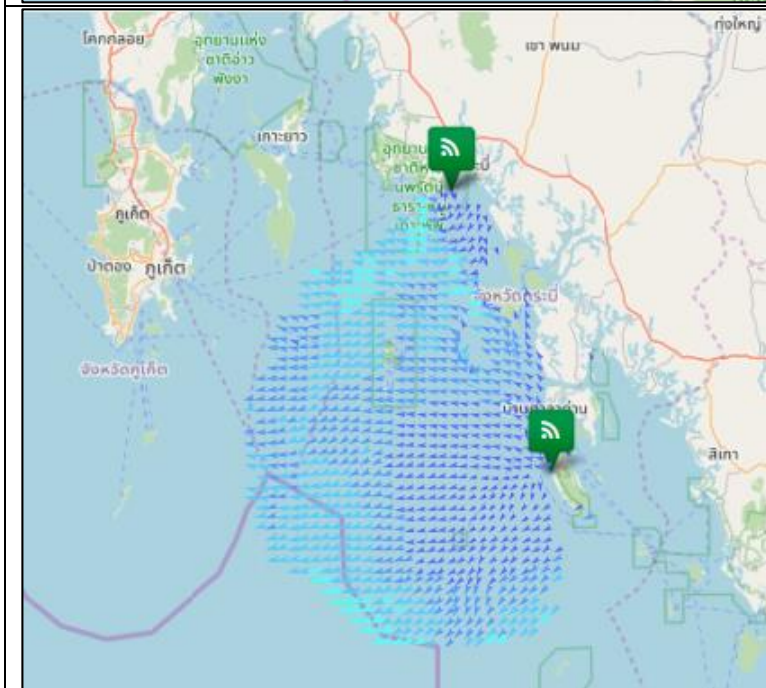 โคกกลอย
อุทยานแห่ง
ชาติอ่าว
พังงา
เขา พนม
ทุ่งใหญ่
เกาะยาว
ภูเก็ต
ป่าตอง
ภูเก็ต
จังหวัดภูเก็ต
จังหวัดกระบี่
สิเกา